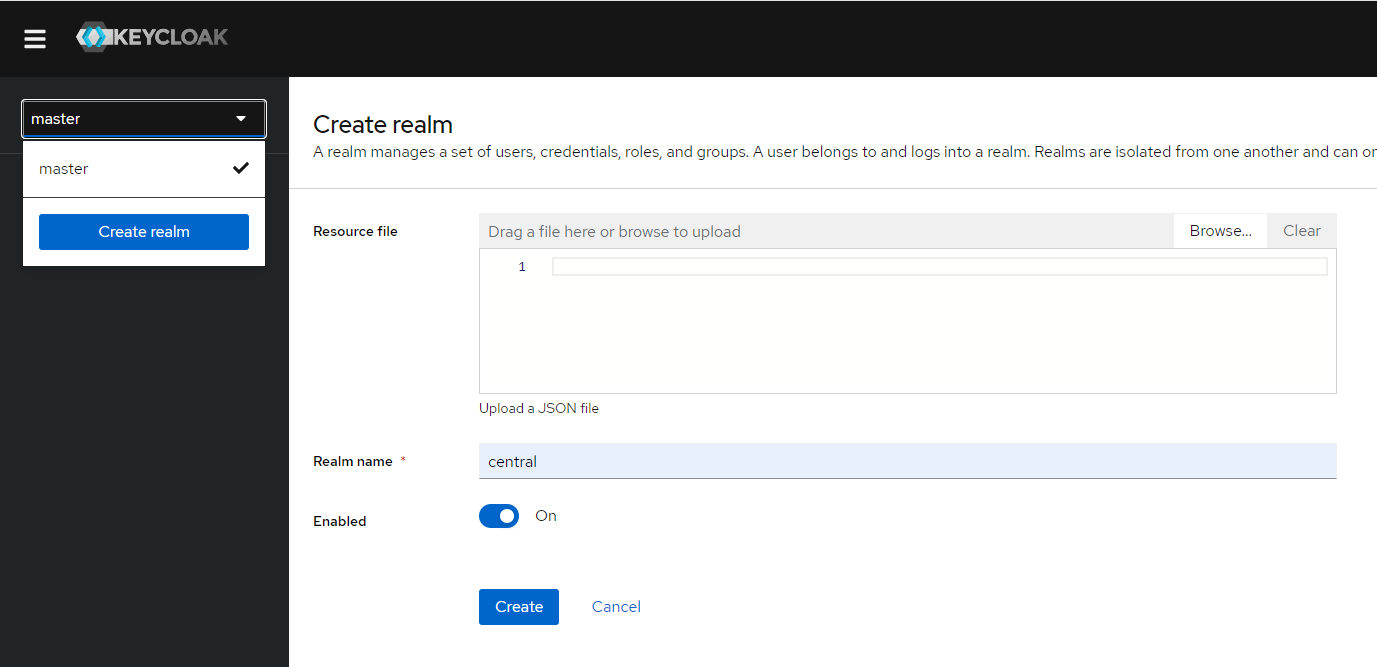 KEYCLOAK
master
master
Create realm
Create realm
A realm manages a set of users, credentials, roles, and groups. A user belongs to and logs into a realm. Realms are isolated from one another and can on
Resource file
Drag a file here or browse to upload
Browse...
Clear
1
Upload a JSON file
Realm name *
central
Enabled
On
Create
Cancel